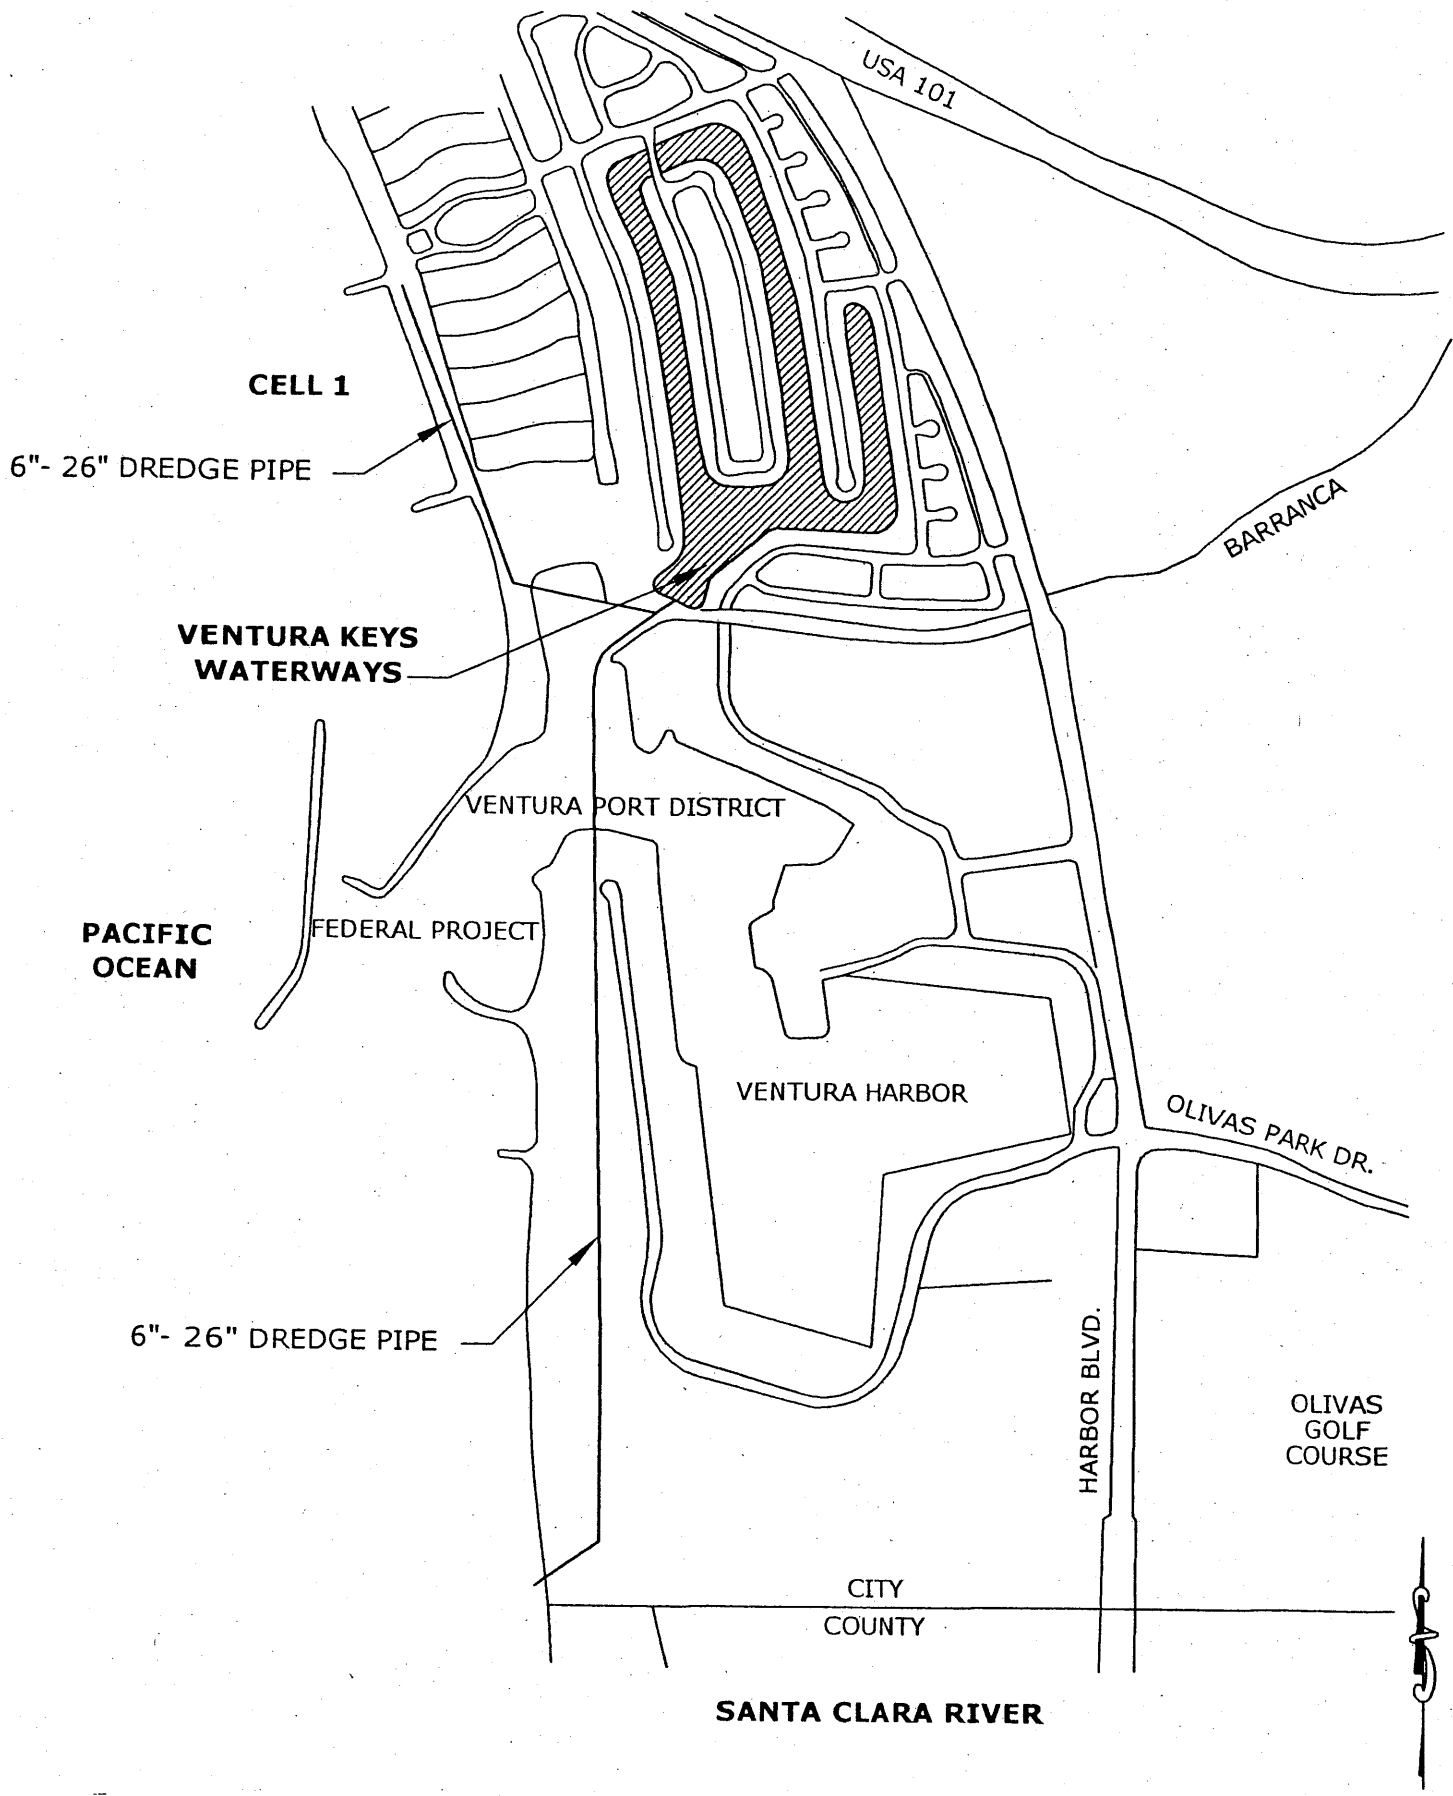 USA 101
CELL 1
6"- 26" DREDGE PIPE
BARRANCA
VENTURA KEYS
WATERWAYS
VENTURA PORT DISTRICT
PACIFIC
OCEAN
FEDERAL PROJECT
VENTURA HARBOR
OLIVAS PARK DR.
6"- 26" DREDGE PIPE
HARBOR BLVD.
OLIVAS
GOLF
COURSE
CITY
COUNTY
SANTA CLARA RIVER